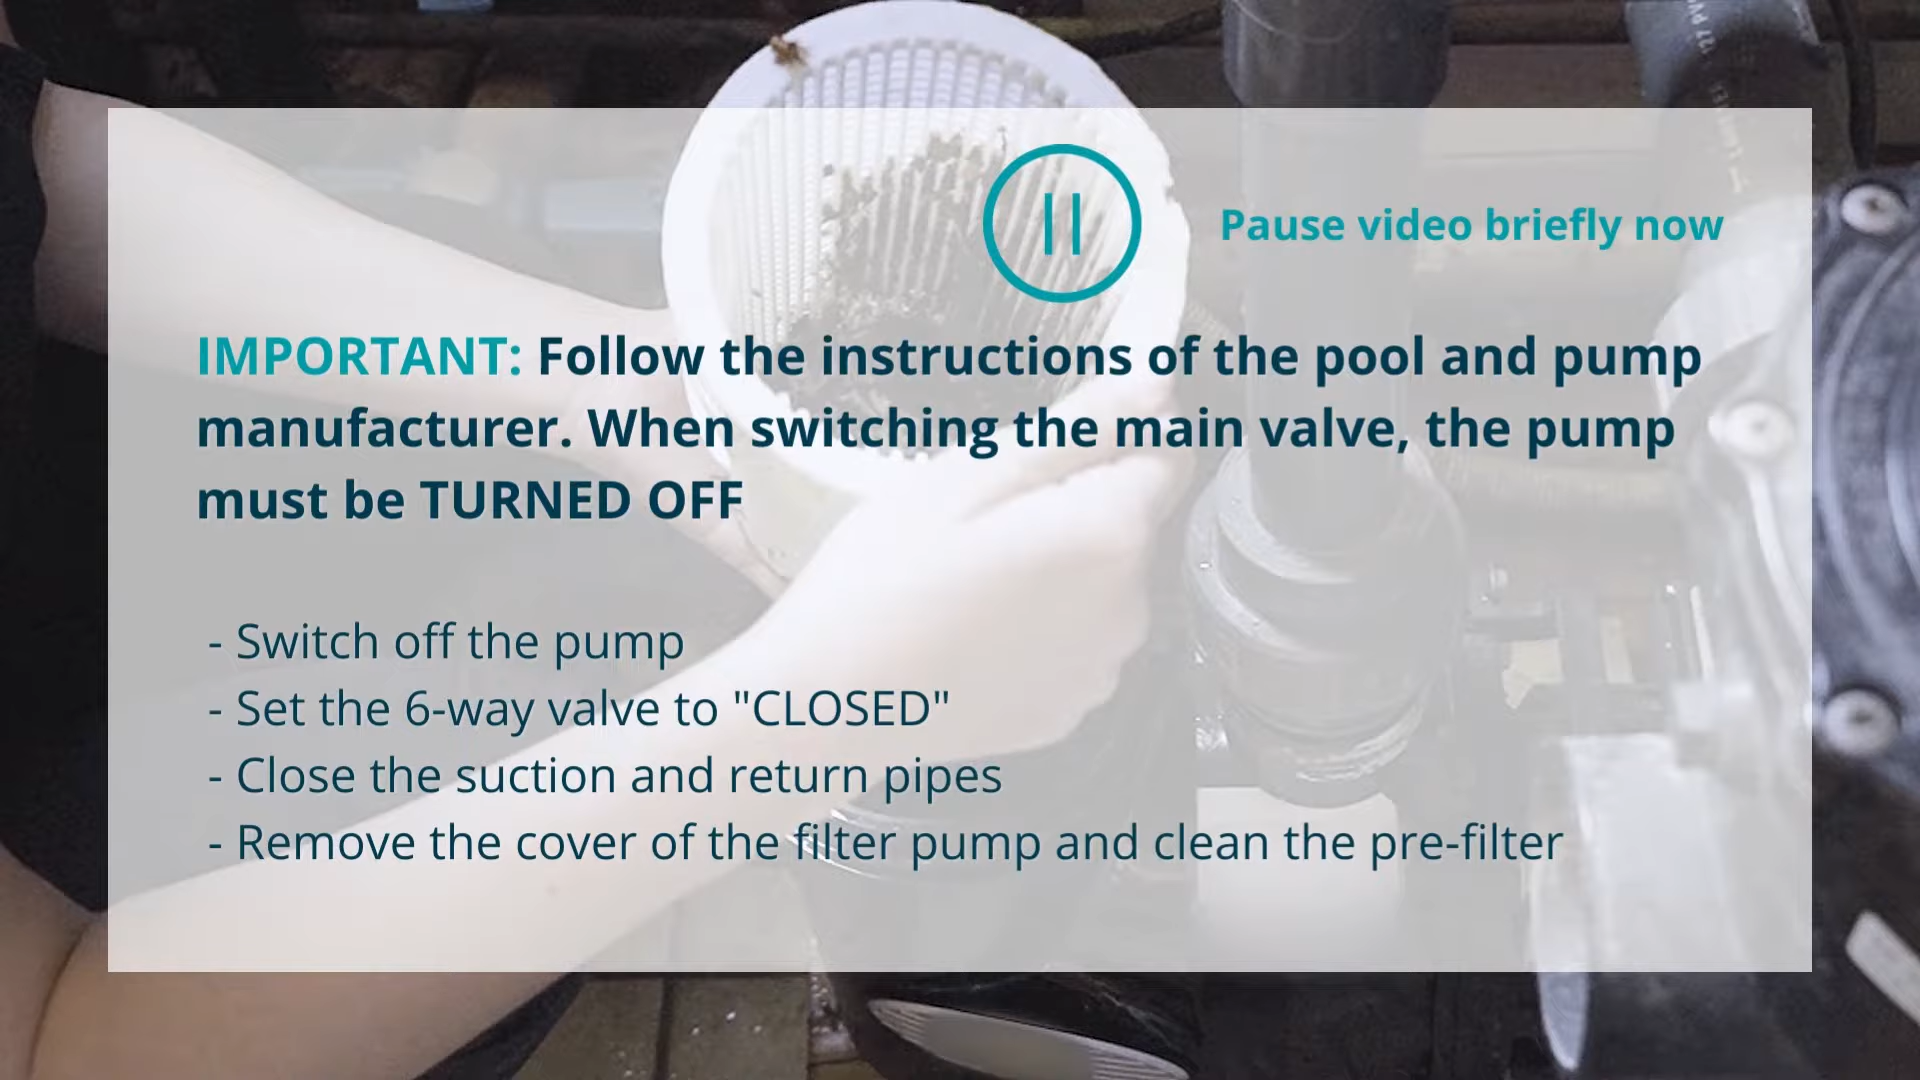 Pause video briefly now
IMPORTANT: Follow the instructions of the pool and pump
manufacturer. When switching the main valve, the pump
must be TURNED OFF
- Switch off the pump
- Set the 6-way valve to "CLOSED"
- Close the suction and return pipes
- Remove the cover of the filter pump and clean the pre-filter